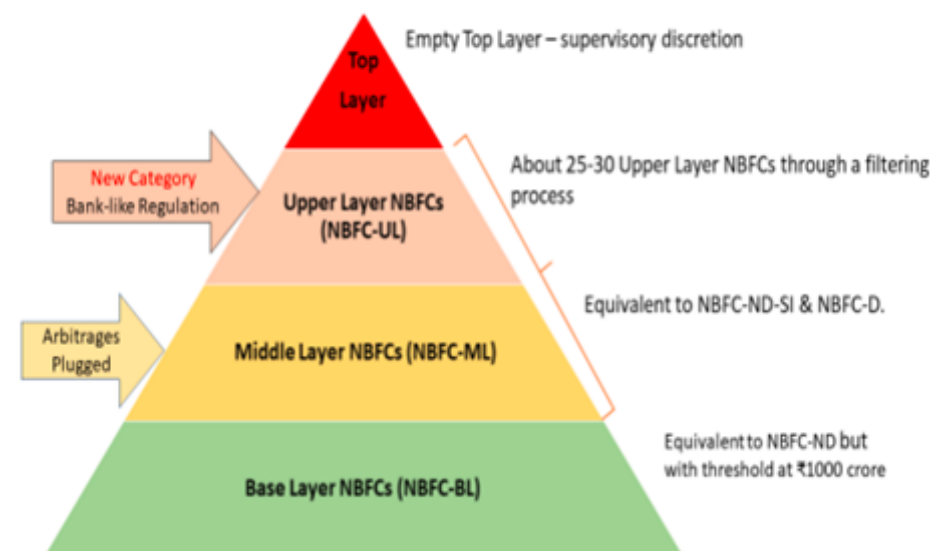 Empty Top Layer – supervisory discretion
Top
Layer
About 25-30 Upper Layer NBFCs through a filtering
process
New Category
Bank-like Regulation
Upper Layer NBFCs
(NBFC-UL)
Equivalent to NBFC-ND-SI & NBFC-D.
Arbitrages
Plugged
Middle Layer NBFCs (NBFC-ML)
Equivalent to NBFC-ND but
with threshold at ₹1000 crore
Base Layer NBFCs (NBFC-BL)